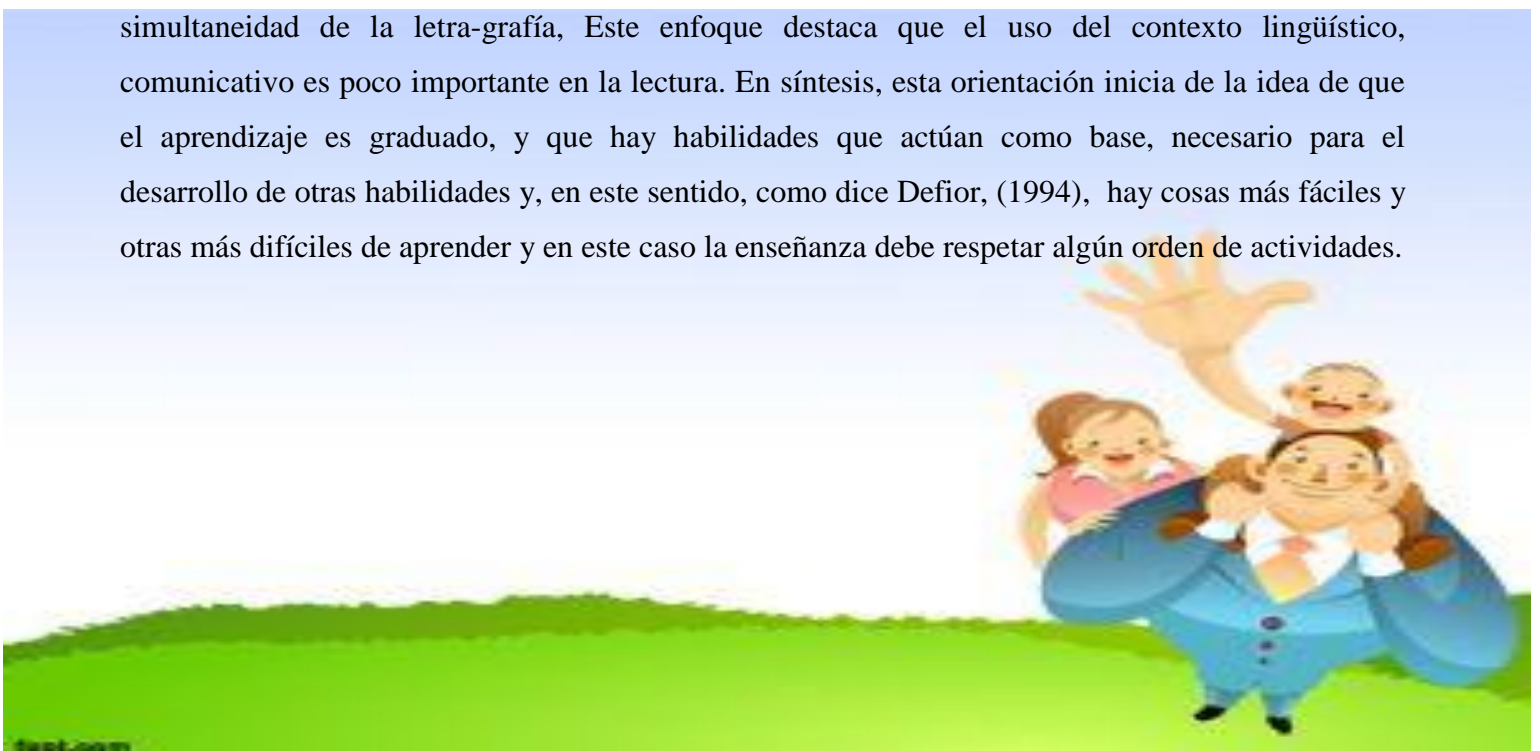 simultaneidad de la letra-grafía, Este enfoque destaca que el uso del contexto lingüístico,
comunicativo es poco importante en la lectura. En síntesis, esta orientación inicia de la idea de que
el aprendizaje es graduado, y que hay habilidades que actúan como base, necesario para el
desarrollo de otras habilidades y, en este sentido, como dice Defior, (1994), hay cosas más fáciles y
otras más difíciles de aprender y en este caso la enseñanza debe respetar algún orden de actividades.